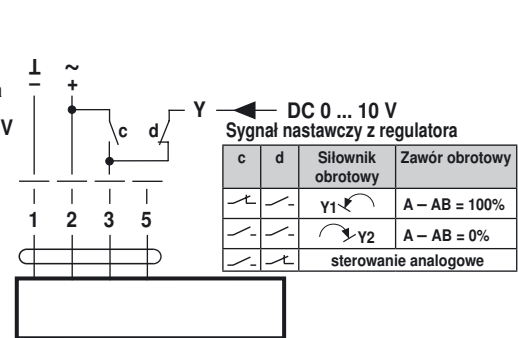 ⊥ ~
– +
a
V
c d
Y DC 0 ... 10 V
Sygnał nastawczy z regulatora
c d Siłownik obrotowy Zawór obrotowy
Y1 A – AB = 100%
Y2 A – AB = 0%
sterowanie analogowe
1 2 3 5